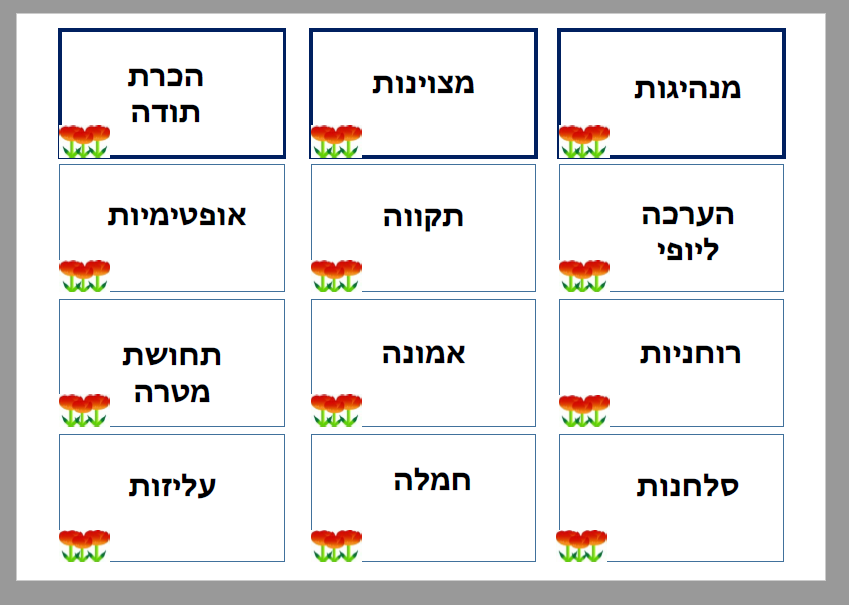 מנהיגות
מצוינות
הכרת
תודה
הערכה
ליופי
תקווה
אופטימיות
רוחניות
אמונה
תחושת
מטרה
סלחנות
חמלה
עליזות